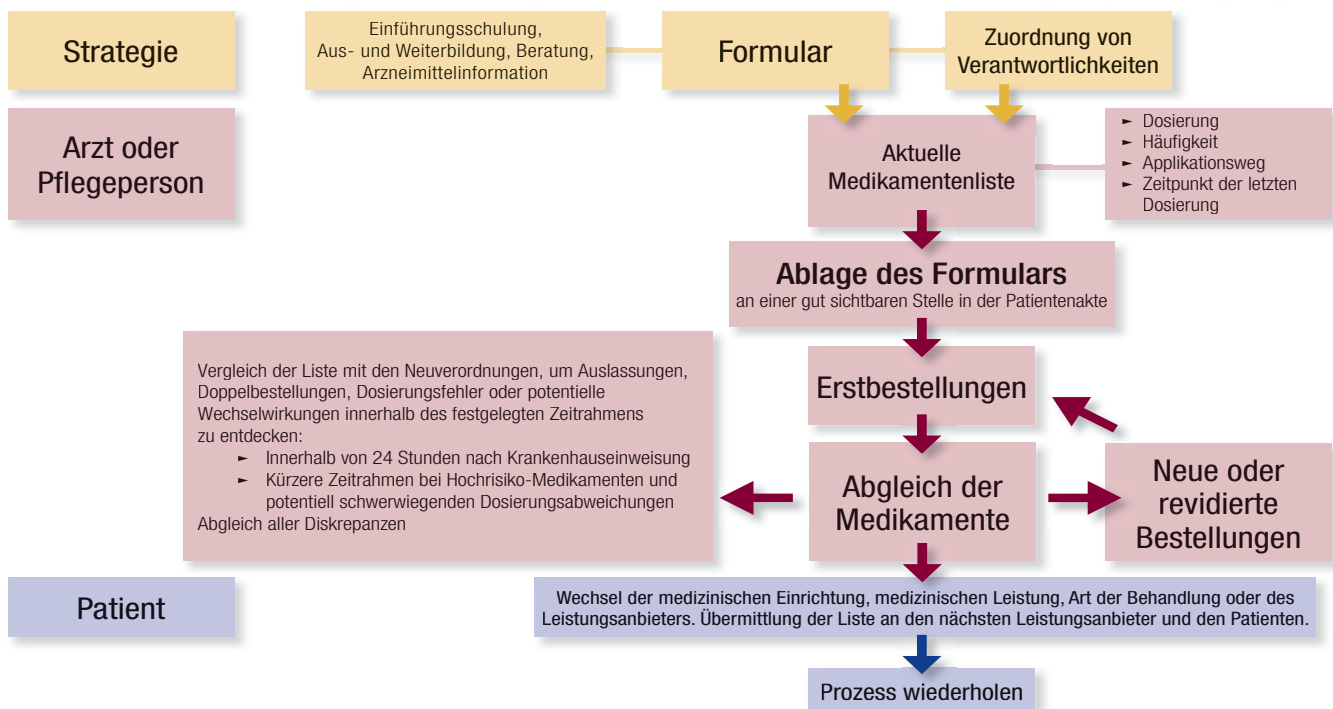 Strategie
Einführungsschulung,
Aus- und Weiterbildung, Beratung,
Arzneimittelinformation
Formular
Zuordnung von
Verantwortlichkeiten
Arzt oder
Pflegeperson
Aktuelle
Medikamentenliste
► Dosierung
► Häufigkeit
► Applikationsweg
► Zeitpunkt der letzten
Dosierung
Ablage des Formulars
an einer gut sichtbaren Stelle in der Patientenakte
Vergleich der Liste mit den Neuverordnungen, um Auslassungen,
Doppelbestellungen, Dosierungsfehler oder potentielle
Wechselwirkungen innerhalb des festgelegten Zeitrahmens
zu entdecken:
► Innerhalb von 24 Stunden nach Krankenhauseinweisung
► Kürzere Zeitrahmen bei Hochrisiko-Medikamenten und
potentiell schwerwiegenden Dosierungsabweichungen
Abgleich aller Diskrepanzen
Erstbestellungen
Abgleich der
Medikamente
Neue oder
revidierte
Bestellungen
Patient
Wechsel der medizinischen Einrichtung, medizinischen Leistung, Art der Behandlung oder des
Leistungsanbieters. Übermittlung der Liste an den nächsten Leistungsanbieter und den Patienten.
Prozess wiederholen